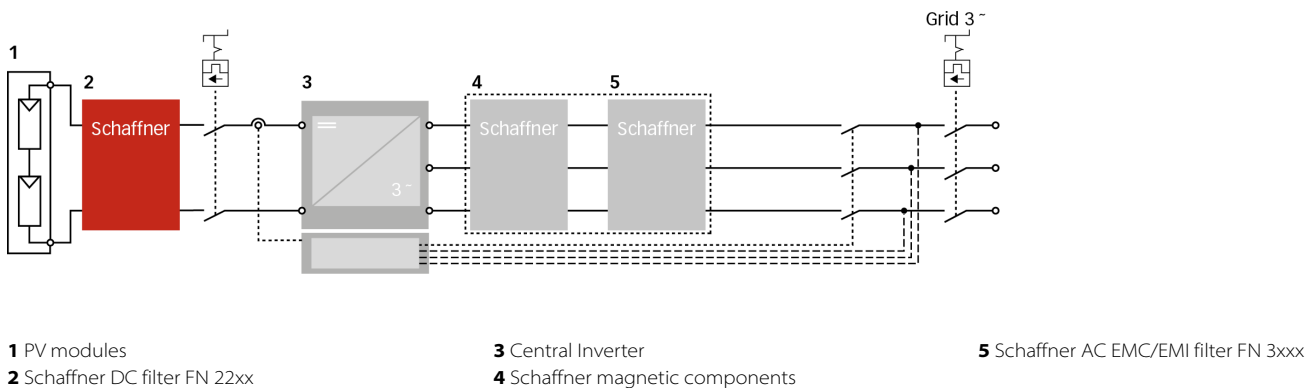 Grid 3 ~
1
2
3
4
5
Schaffner
Schaffner
Schaffner
3 ~
1 PV modules
2 Schaffner DC filter FN 22xx
3 Central Inverter
4 Schaffner magnetic components
5 Schaffner AC EMC/EMI filter FN 3xxx